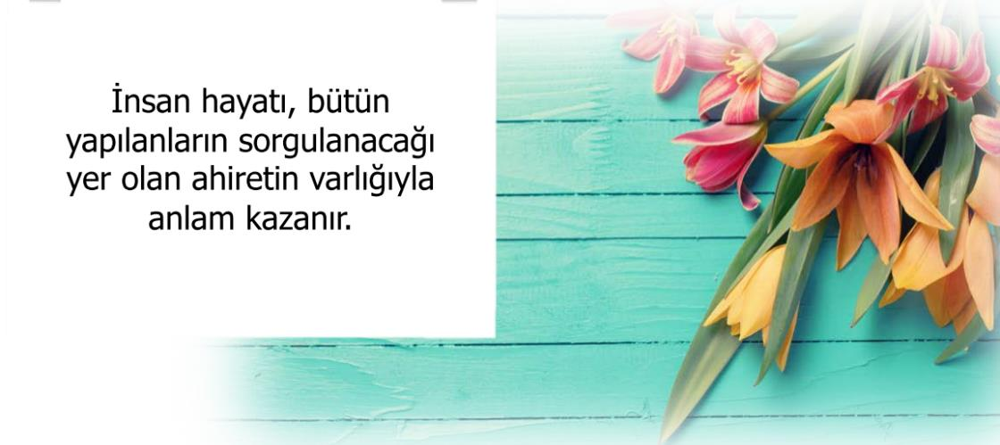 İnsan hayatı, bütün
yapılanların sorgulanacağı
yer olan ahiretin varlığıyla
anlam kazanır.